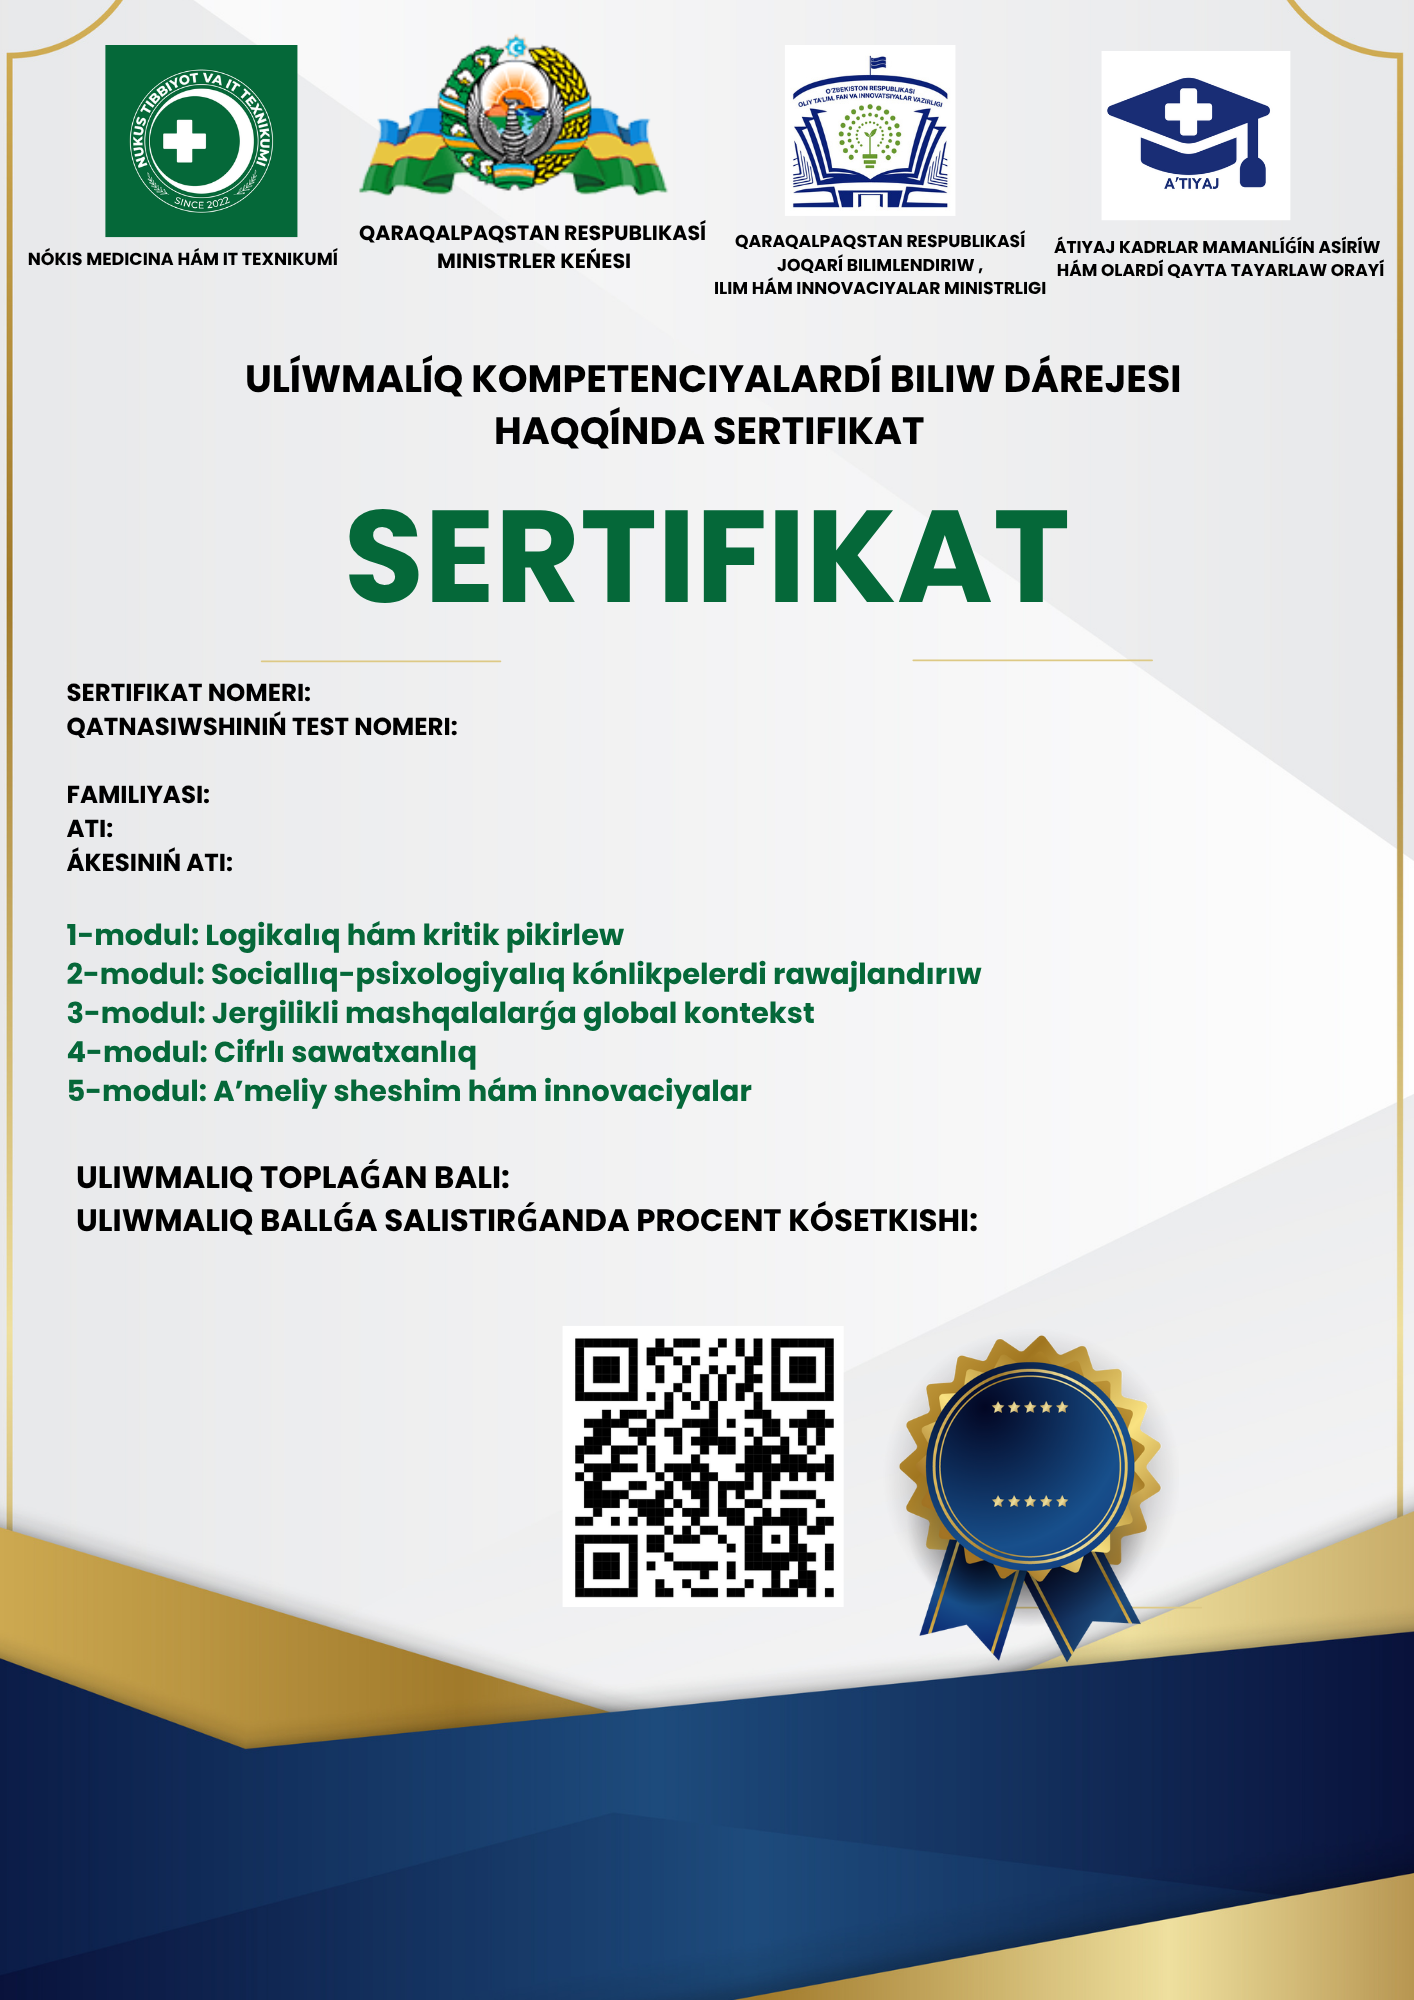 NUKUS TIBBIYOT VA IT TEXNIKUMI
SINCE 2022
NÓKIS MEDICINA HÁM IT TEXNIKUMÍ
QARAQALPAQSTAN RESPUBLIKASÍ
MINISTRLER KEŃESI
O'ZBEKISTON RESPUBLIKASI
OLIY TA'LIM, FAN VA INNOVATSIYALAR VAZIRLIGI
QARAQALPAQSTAN RESPUBLIKASÍ
JOQARÍ BILIMLENDIRIW ,
ILIM HÁM INNOVACIYALAR MINISTRLIGI
A'TIYAJ
ÁTIYAJ KADRLAR MAMANLÍǴÍN ASÍRÍW
HÁM OLARDÍ QAYTA TAYARLAW ORAYÍ
ULÍWMALÍQ KOMPETENCIYALARDÍ BILIW DÁREJESI
HAQQÍNDA SERTIFIKAT
SERTIFIKAT
SERTIFIKAT NOMERI:
QATNASIWSHINIŃ TEST NOMERI:
FAMILIYASI:
ATI:
ÁKESINIŃ ATI:
1-modul: Logikalıq hám kritik pikirlew
2-modul: Sociallıq-psixologiyalıq kónlikpelerdi rawajlandırıw
3-modul: Jergilikli mashqalalarǵa global kontekst
4-modul: Cifrlı sawatxanlıq
5-modul: A’meliy sheshim hám innovaciyalar
ULIWMALIQ TOPLAǴAN BALI:
ULIWMALIQ BALLǴA SALISTIRǴANDA PROCENT KÓSETKISHI: